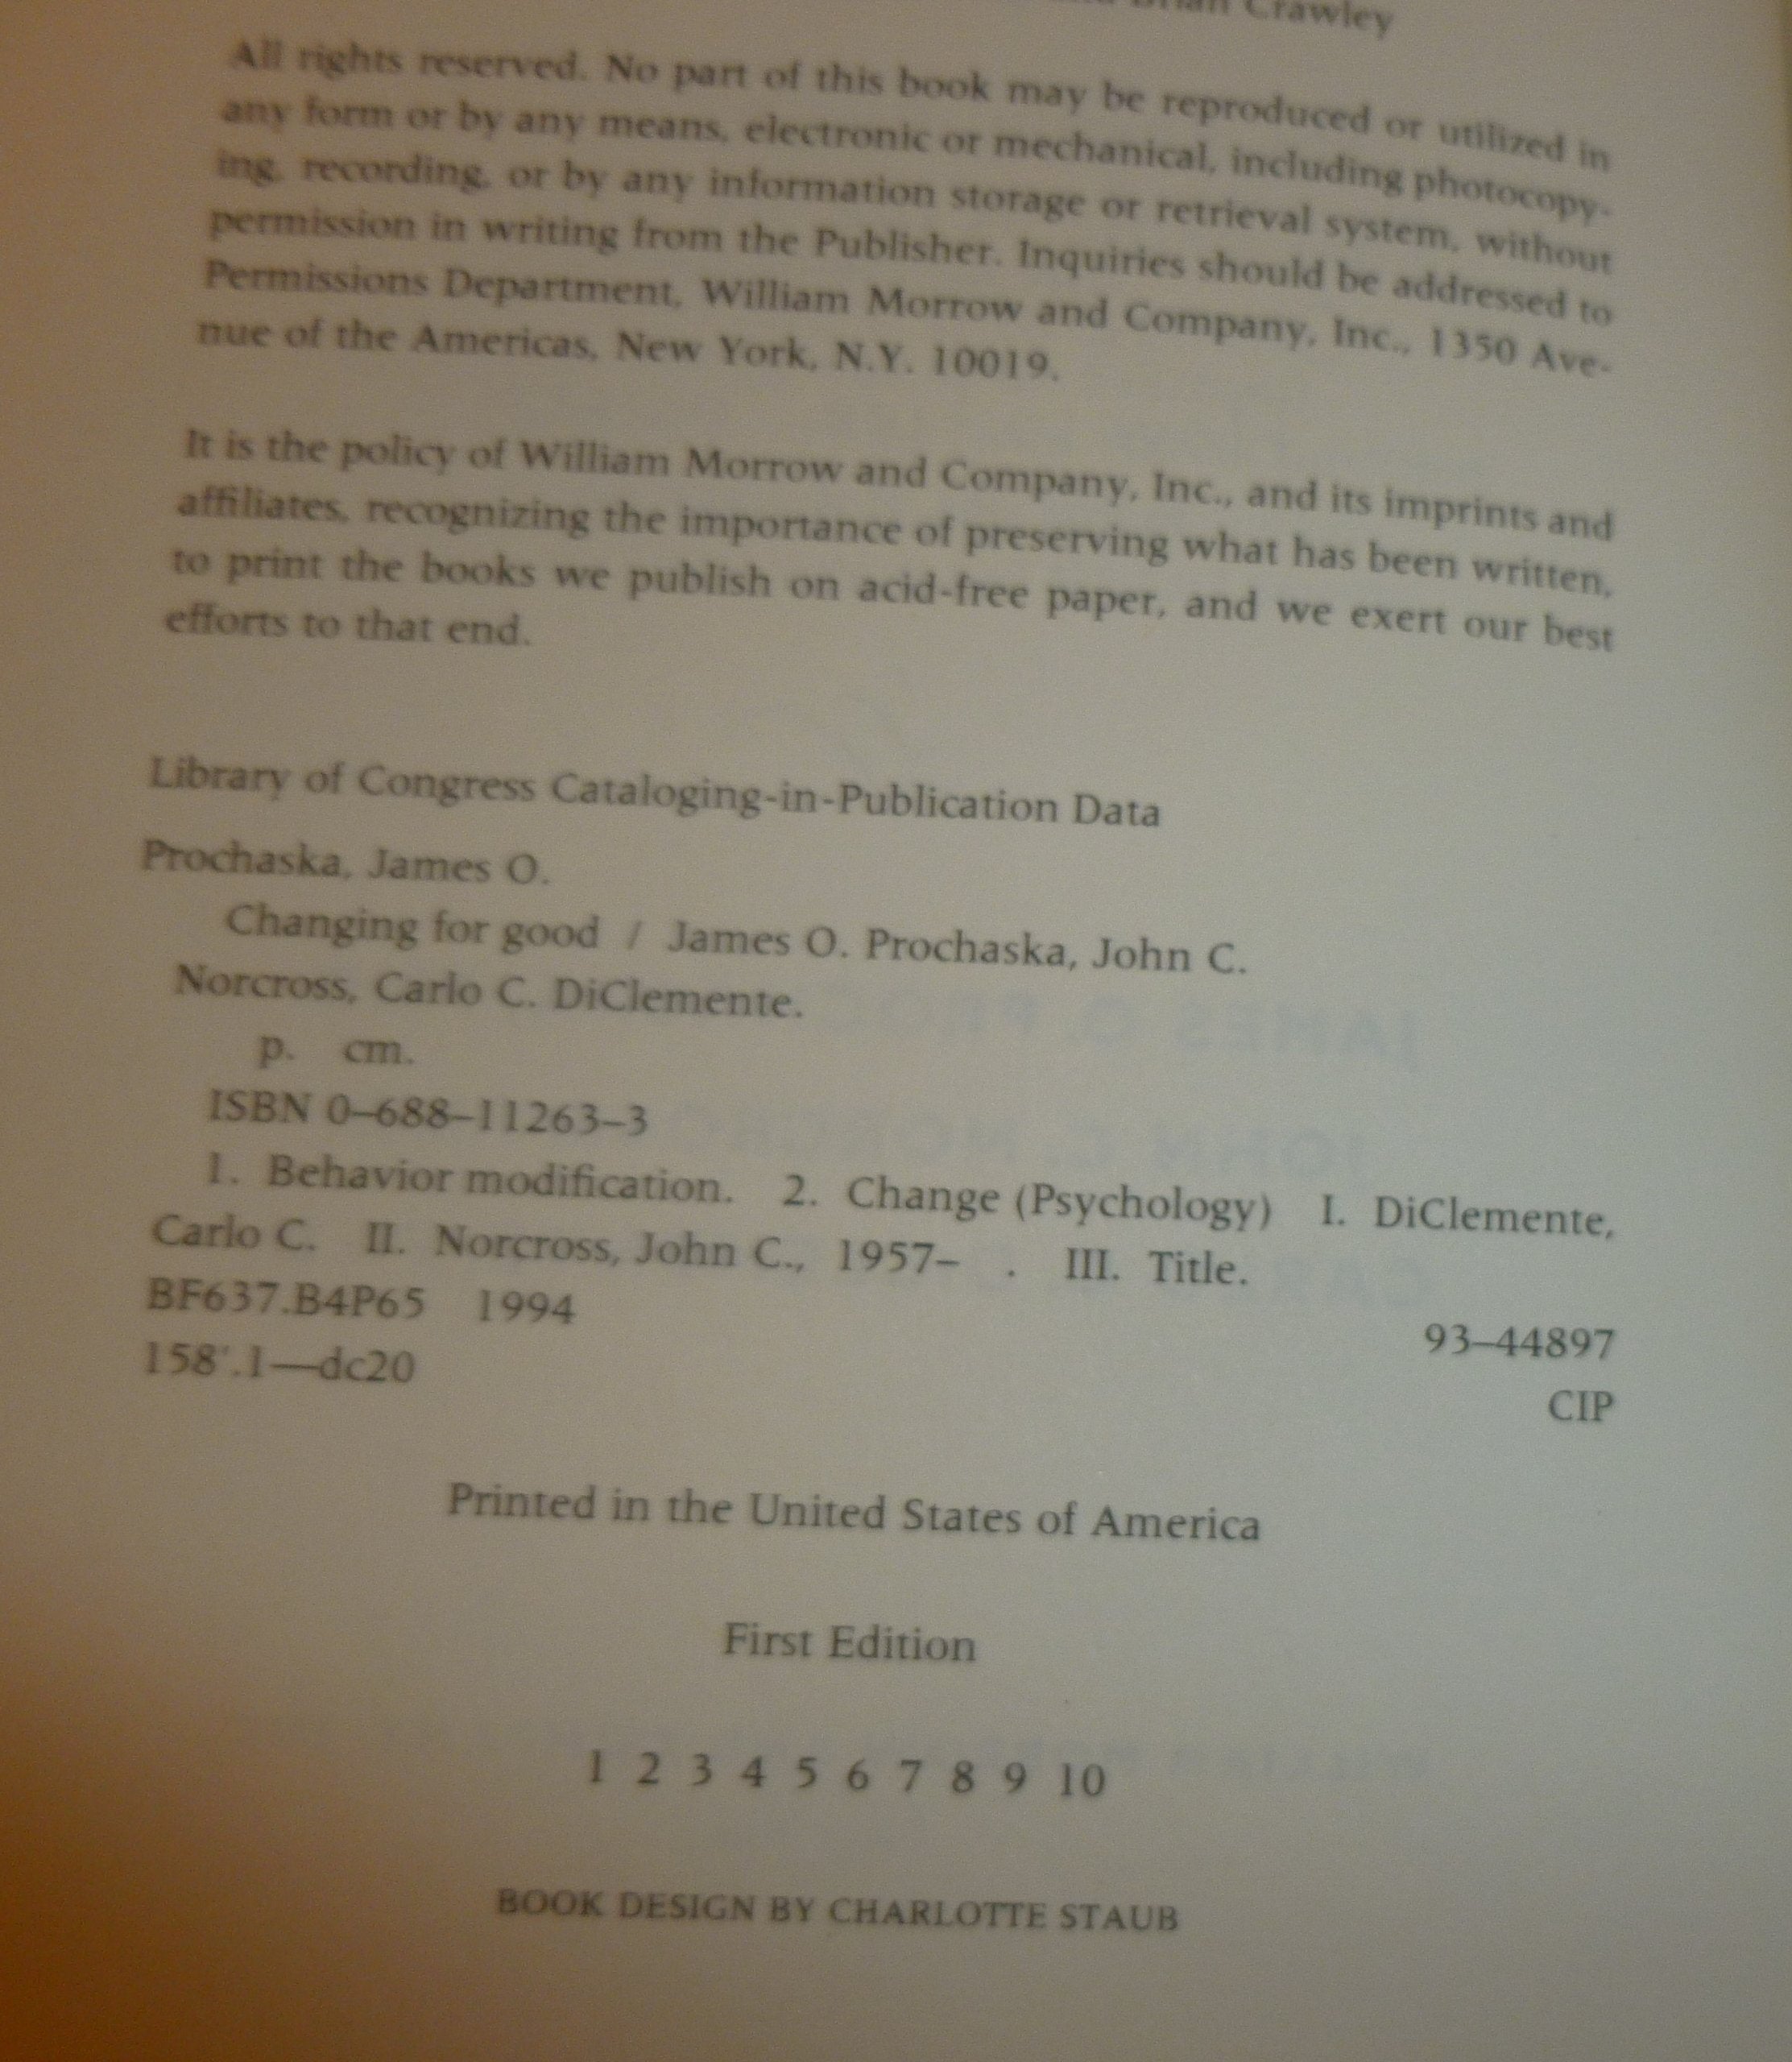 Brian Crawley
All rights reserved. No part of this book may be reproduced or utilized in
any form or by any means, electronic or mechanical, including photocopy-
ing, recording, or by any information storage or retrieval system, without
permission in writing from the Publisher. Inquiries should be addressed to
Permissions Department, William Morrow and Company, Inc., 1350 Ave-
nue of the Americas, New York, N.Y. 10019.
It is the policy of William Morrow and Company, Inc., and its imprints and
affiliates, recognizing the importance of preserving what has been written,
to print the books we publish on acid-free paper, and we exert our best
efforts to that end.
Library of Congress Cataloging-in-Publication Data
Prochaska, James O.
Changing for good / James O. Prochaska, John C.
Norcross, Carlo C. DiClemente.
p. cm.
ISBN 0–688–11263–3
1. Behavior modification. 2. Change (Psychology) I. DiClemente,
Carlo C. II. Norcross, John C., 1957– . III. Title.
BF637.B4P65 1994
93–44897
158'.1—dc20
CIP
Printed in the United States of America
First Edition
1 2 3 4 5 6 7 8 9 10
BOOK DESIGN BY CHARLOTTE STAUB